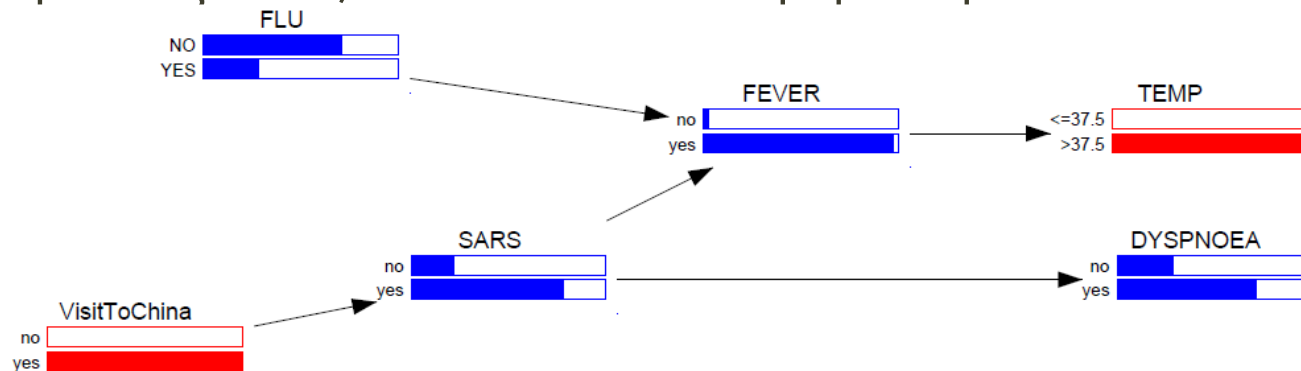 FLU
NO
YES
FEVER
no
yes
TEMP
<=37.5
>37.5
SARS
no
yes
DYSPNOEA
no
yes
VisitToChina
no
yes